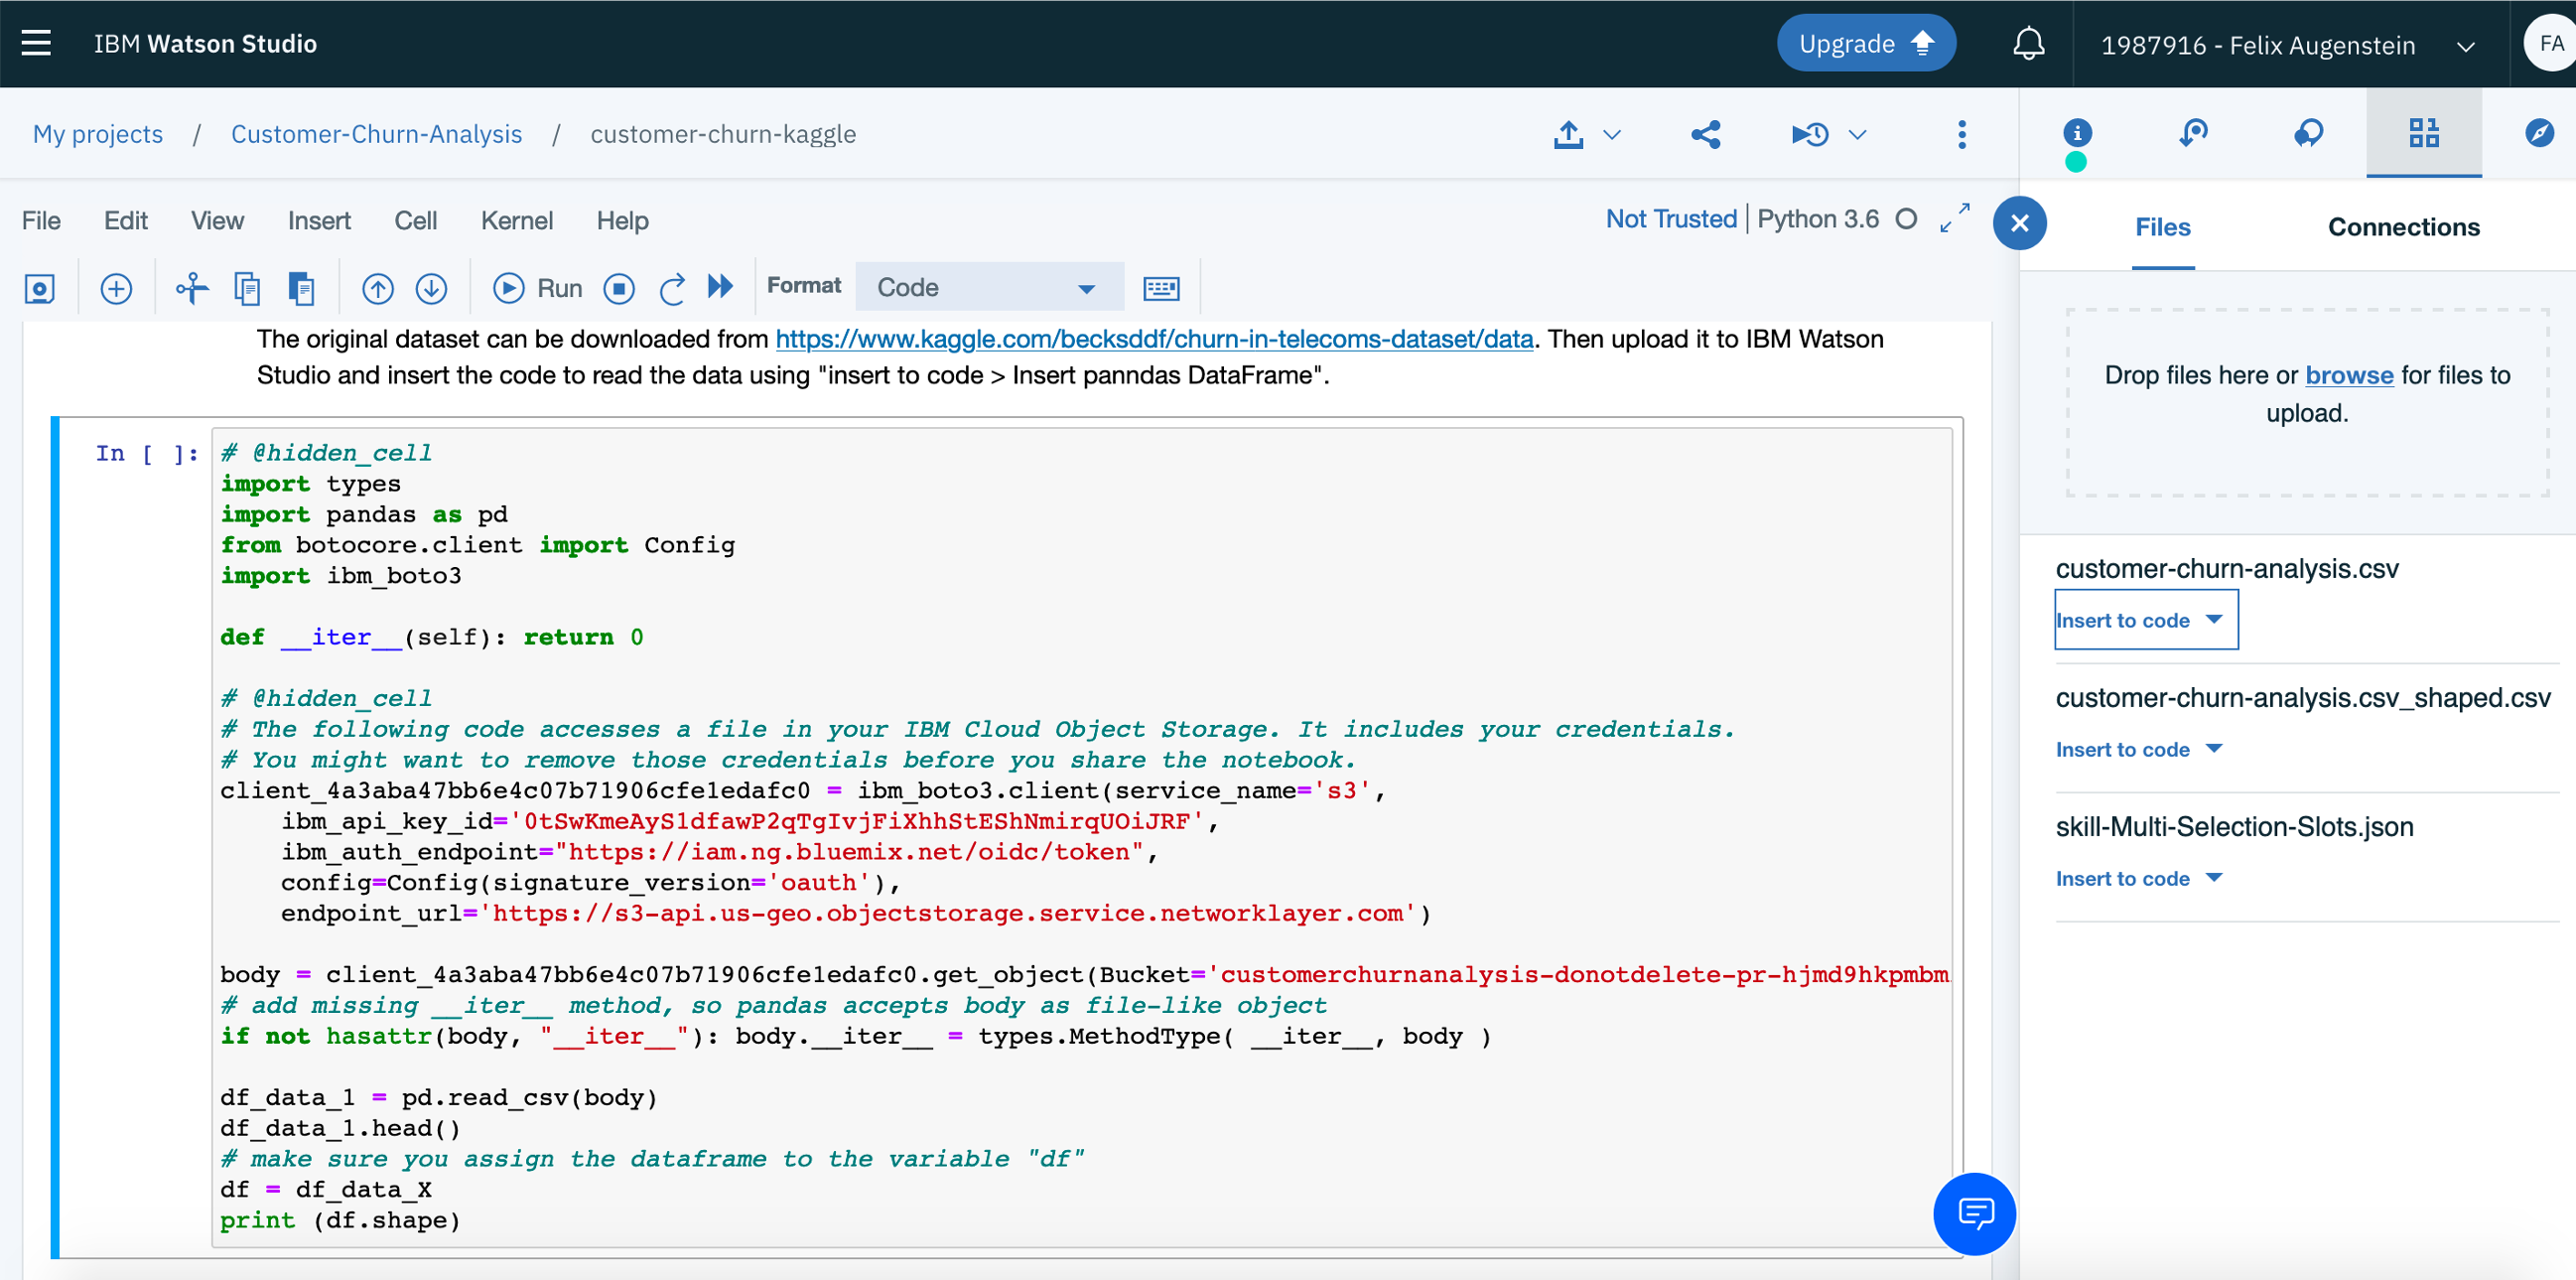 IBM Watson Studio
Upgrade
1987916 - Felix Augenstein
FA
My projects / Customer-Churn-Analysis / customer-churn-kaggle
File Edit View Insert Cell Kernel Help
Not Trusted | Python 3.6
Run
Format
Code
Files
Connections
The original dataset can be downloaded from https://www.kaggle.com/becksddf/churn-in-telecoms-dataset/data. Then upload it to IBM Watson
Studio and insert the code to read the data using "insert to code > Insert panndas DataFrame".
In [ ]:
# @hidden_cell
import types
import pandas as pd
from botocore.client import Config
import ibm_boto3
def __iter__(self): return 0
# @hidden_cell
# The following code accesses a file in your IBM Cloud Object Storage. It includes your credentials.
# You might want to remove those credentials before you share the notebook.
client_4a3aba47bb6e4c07b71906cfe1edafc0 = ibm_boto3.client(service_name='s3',
ibm_api_key_id='0tSwKmeAyS1dfawP2qTgIvjFiXhhStEShNmirqUOiJRF',
ibm_auth_endpoint="https://iam.ng.bluemix.net/oidc/token",
config=Config(signature_version='oauth'),
endpoint_url='https://s3-api.us-geo.objectstorage.service.networklayer.com')
body = client_4a3aba47bb6e4c07b71906cfe1edafc0.get_object(Bucket='customerchurnanalysis-donotdelete-pr-hjmd9hkpmbm
# add missing __iter__ method, so pandas accepts body as file-like object
if not hasattr(body, "__iter__"): body.__iter__ = types.MethodType( __iter__, body )
df_data_1 = pd.read_csv(body)
df_data_1.head()
# make sure you assign the dataframe to the variable "df"
df = df_data_X
print (df.shape)
Drop files here or browse for files to
upload.
customer-churn-analysis.csv
Insert to code
customer-churn-analysis.csv_shaped.csv
Insert to code
skill-Multi-Selection-Slots.json
Insert to code